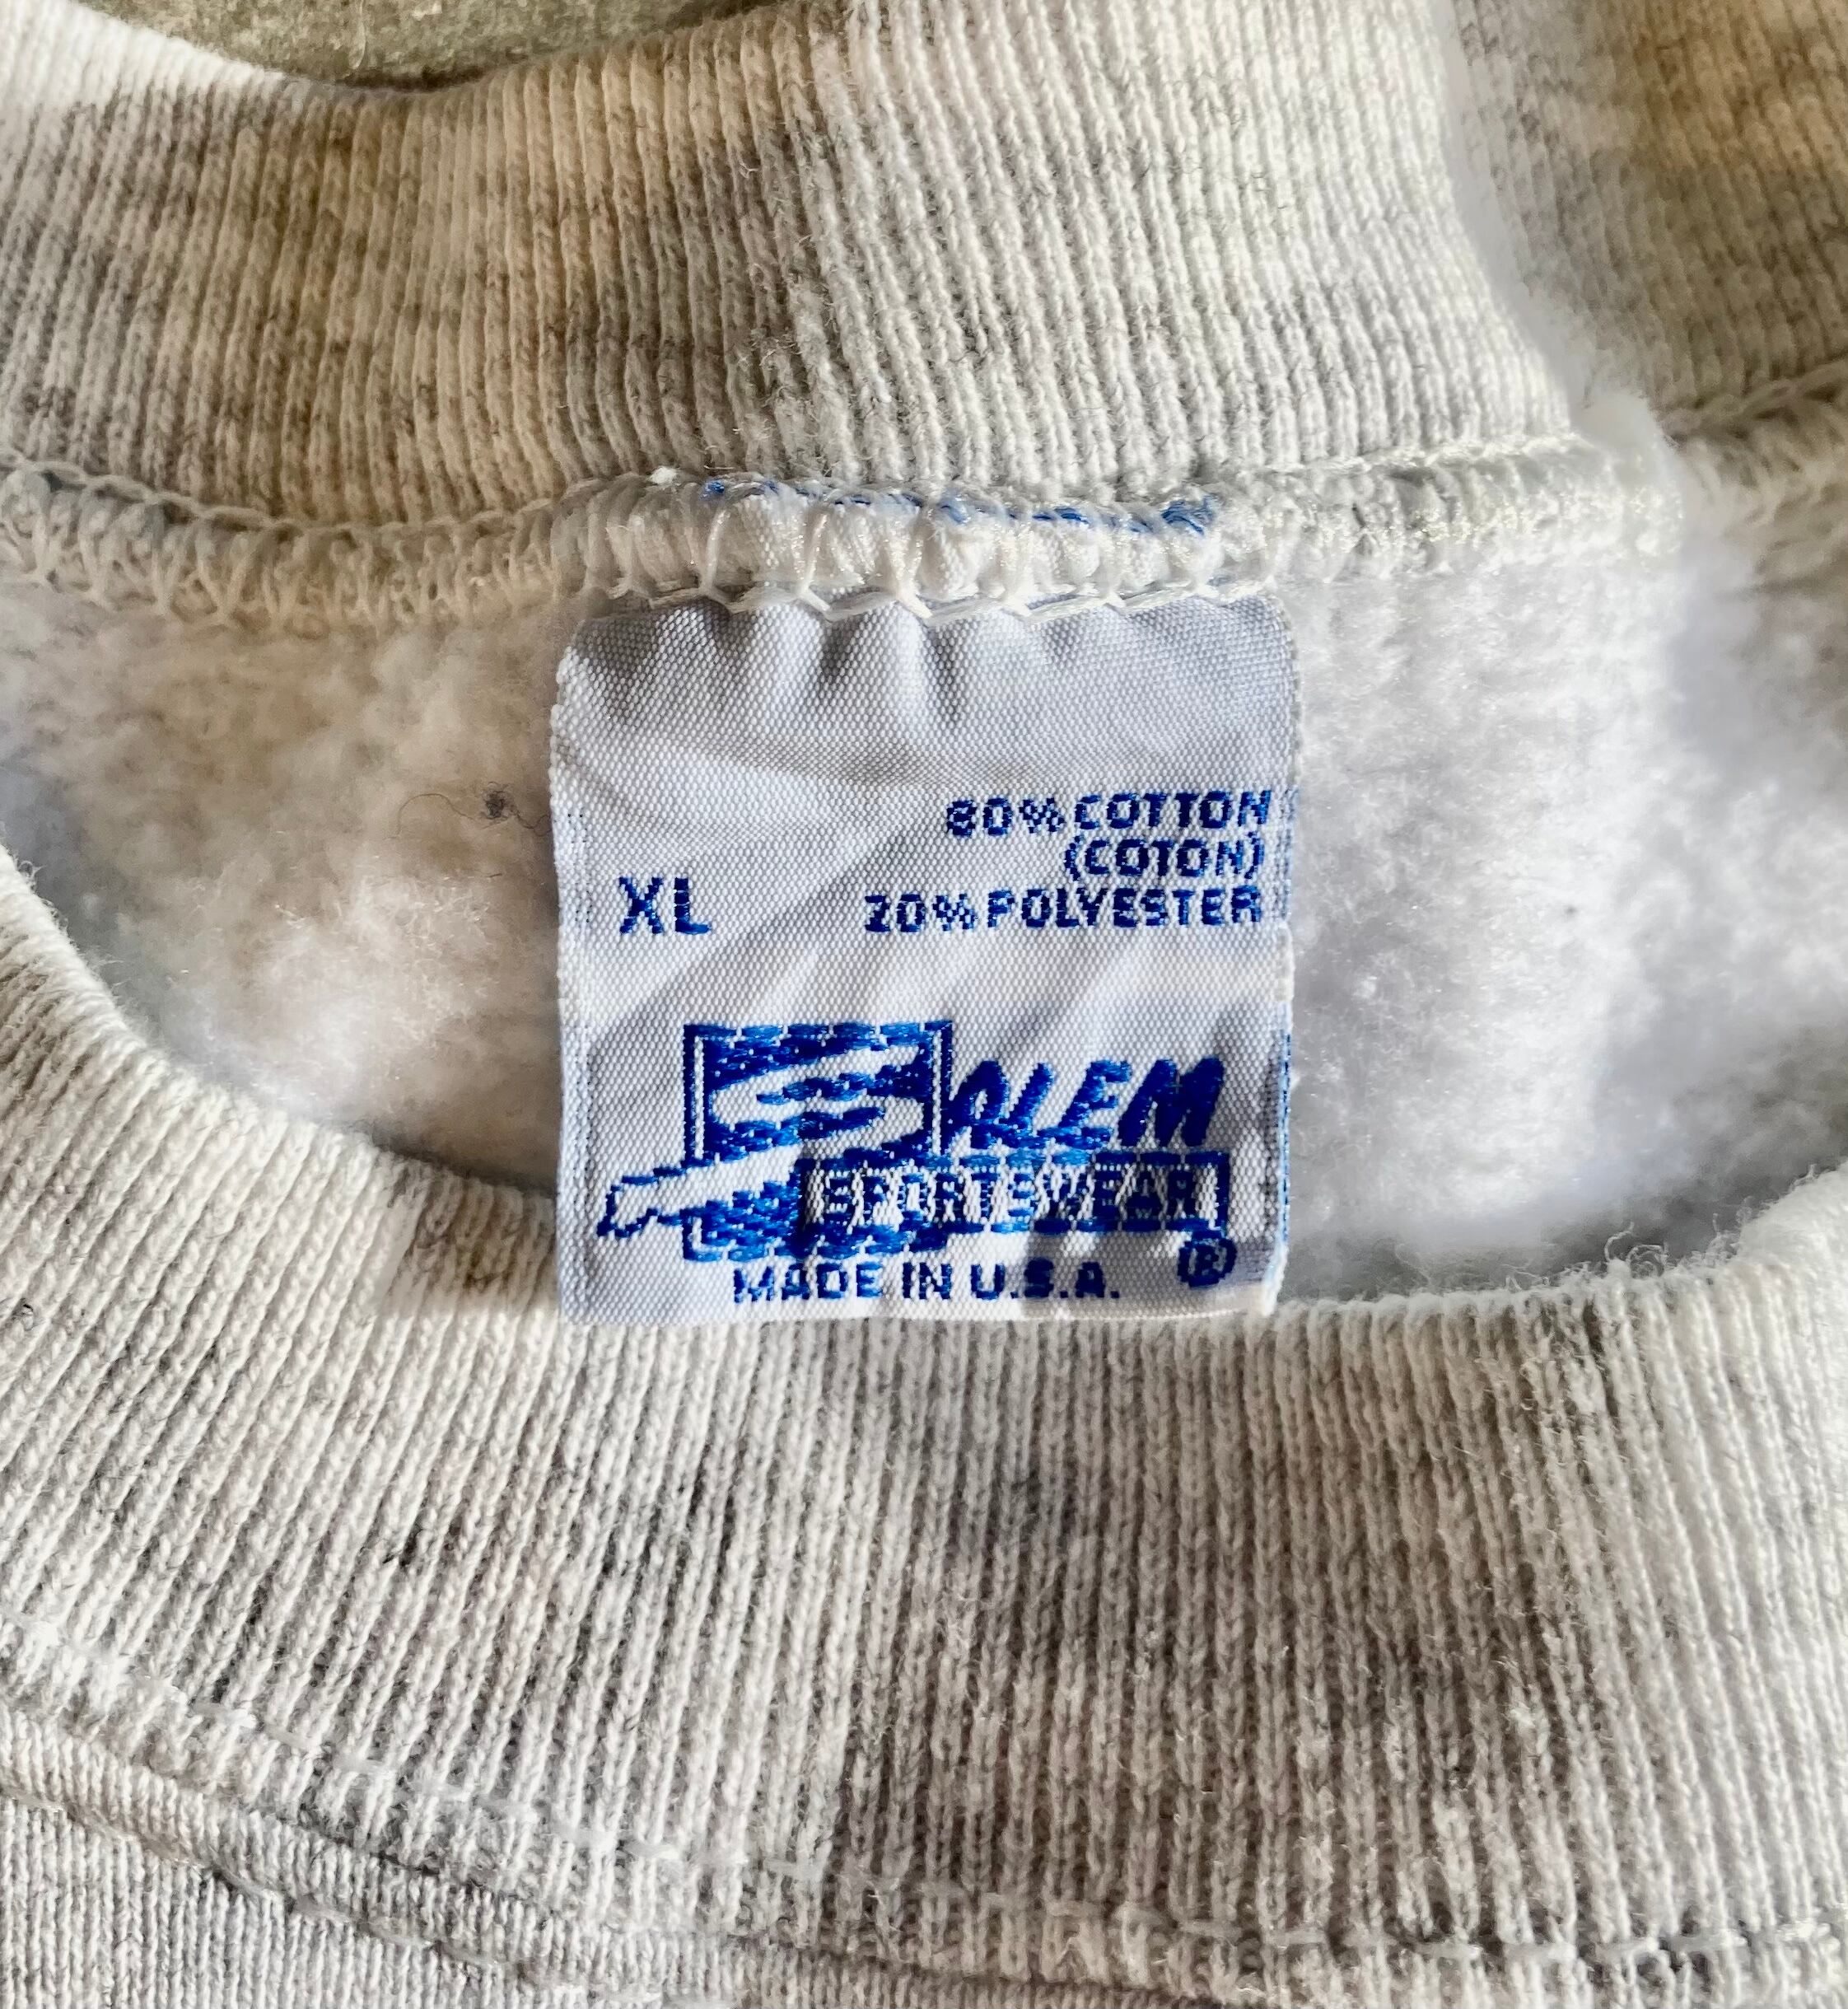 80% COTTON
(COTON)
XL 20% POLYESTER
SALEM
SPORTSWEAR
®
MADE IN U.S.A.